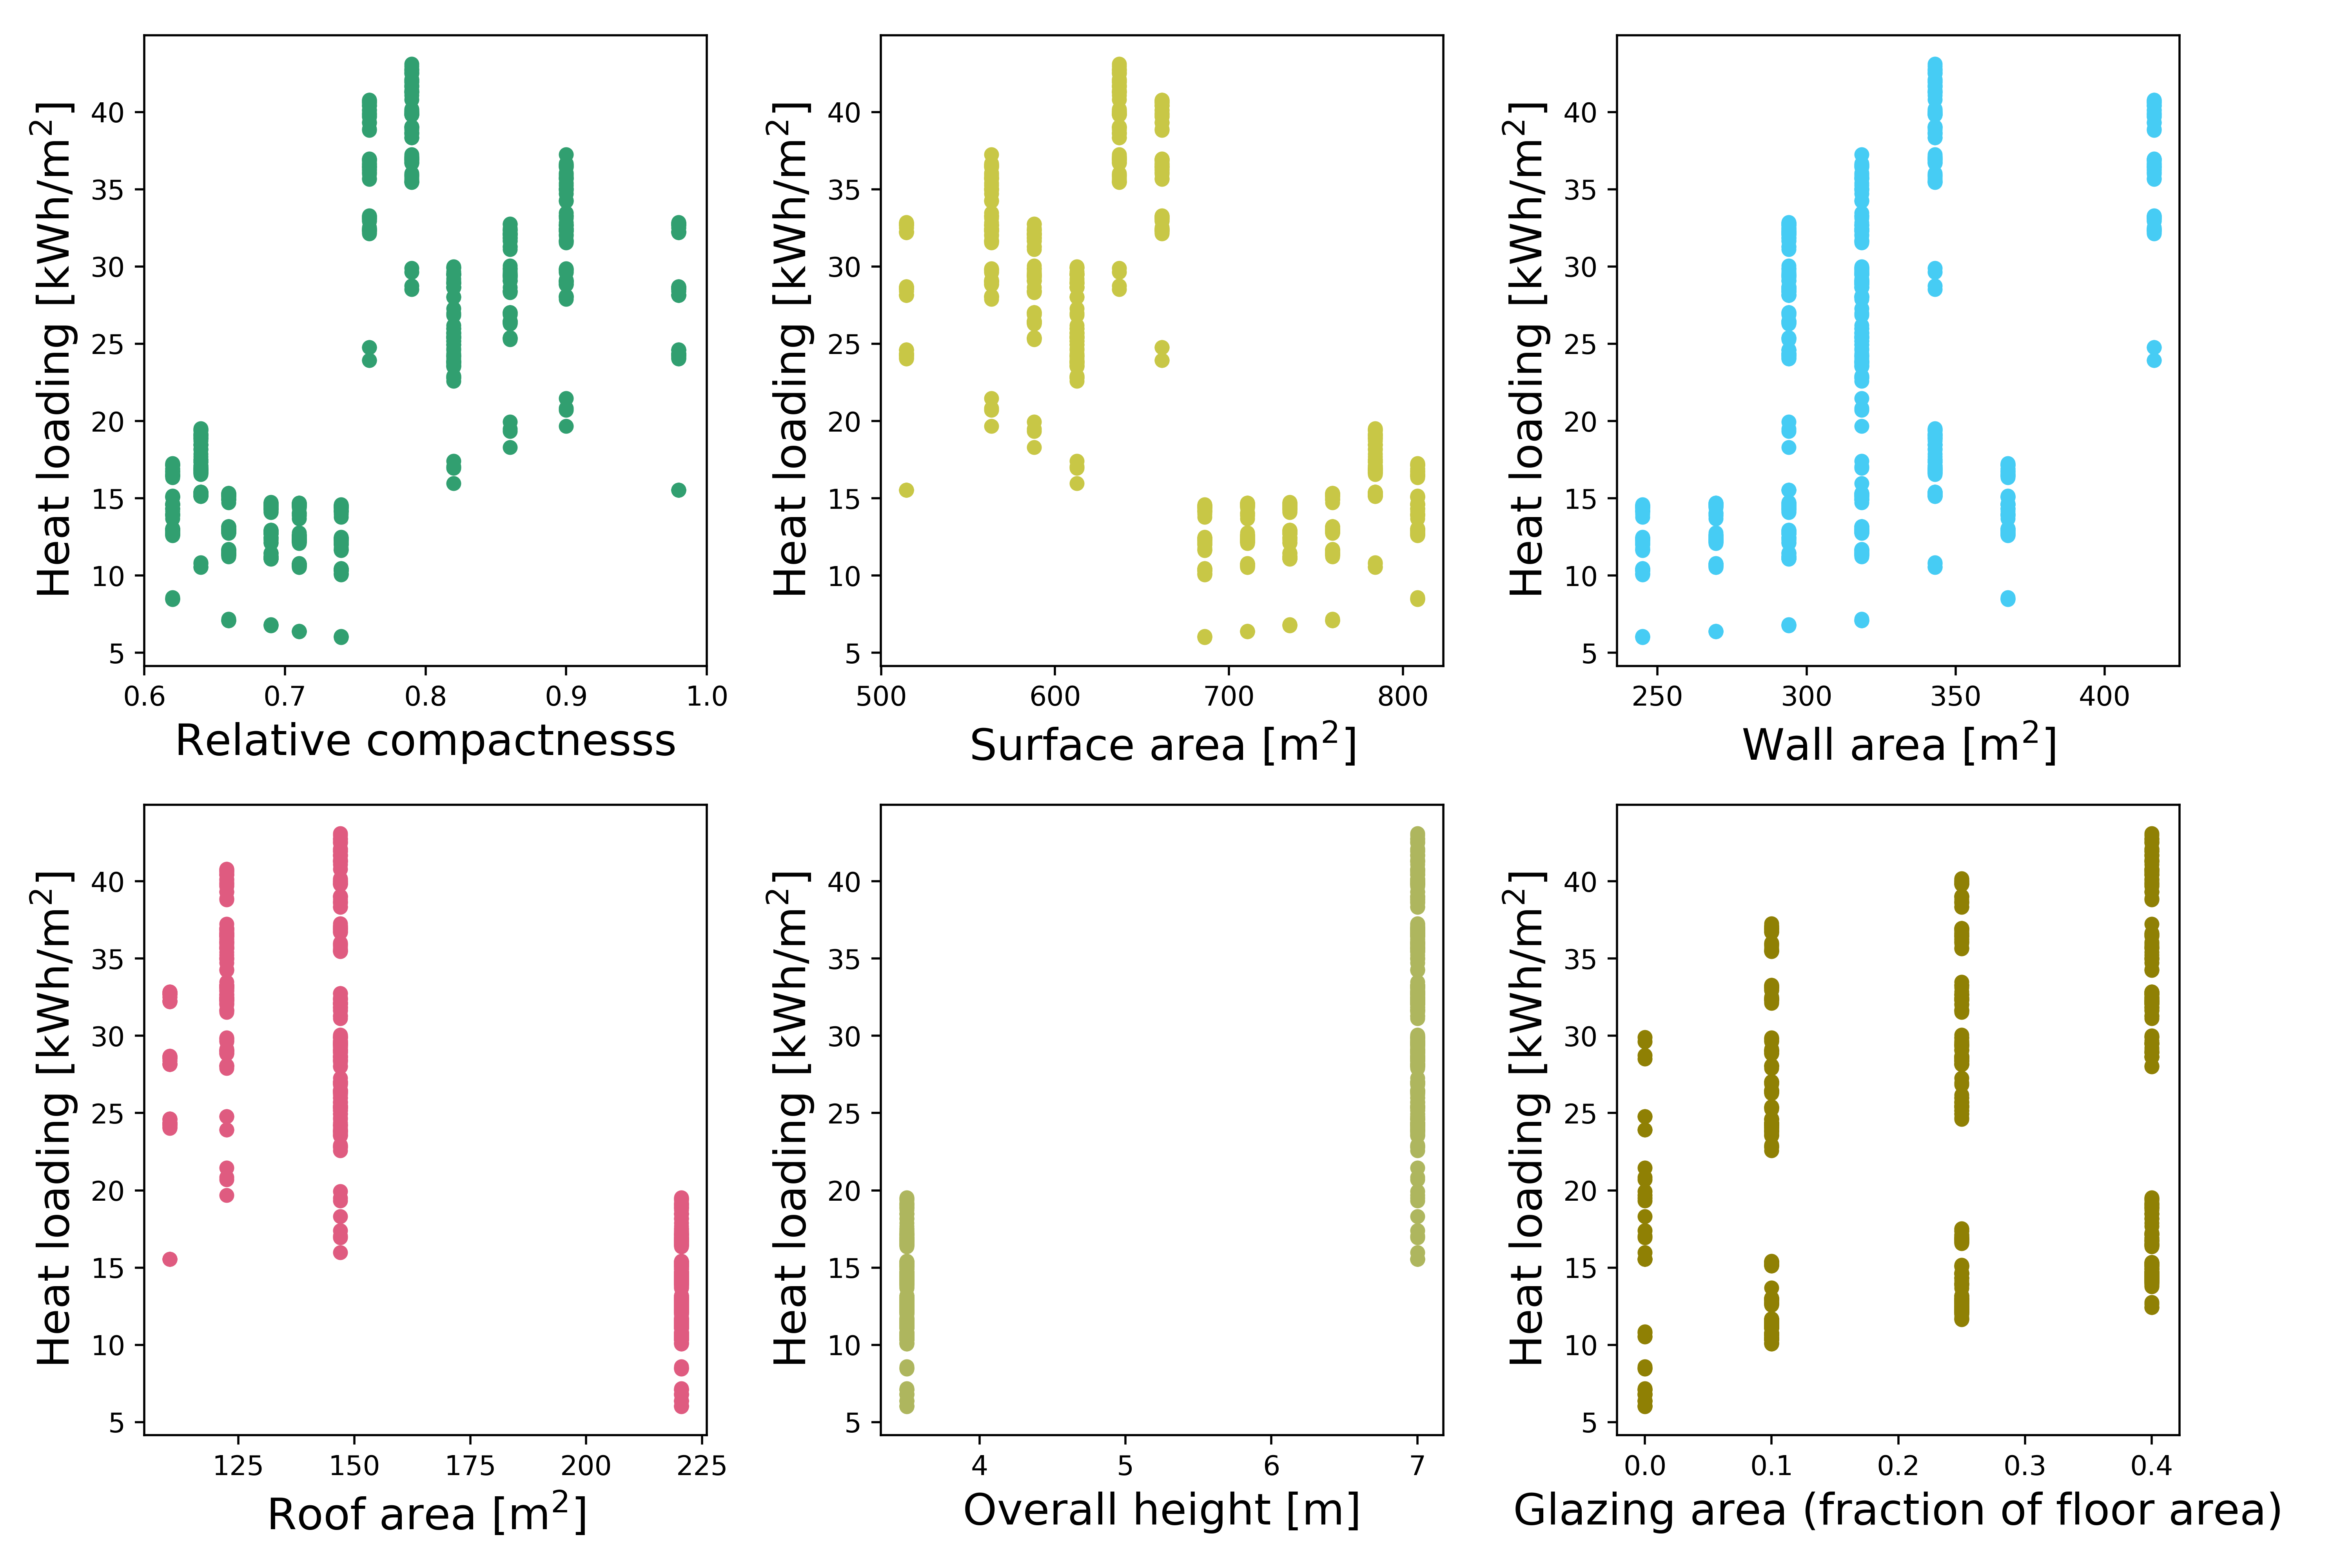 Heat loading [kWh/m²]
40
35
30
25
20
15
10
5
0.6 0.7 0.8 0.9 1.0
Relative compactnesss
Heat loading [kWh/m²]
40
35
30
25
20
15
10
5
500 600 700 800
Surface area [m²]
Heat loading [kWh/m²]
40
35
30
25
20
15
10
5
250 300 350 400
Wall area [m²]
Heat loading [kWh/m²]
40
35
30
25
20
15
10
5
125 150 175 200 225
Roof area [m²]
Heat loading [kWh/m²]
40
35
30
25
20
15
10
5
4 5 6 7
Overall height [m]
Heat loading [kWh/m²]
40
35
30
25
20
15
10
5
0.0 0.1 0.2 0.3 0.4
Glazing area (fraction of floor area)